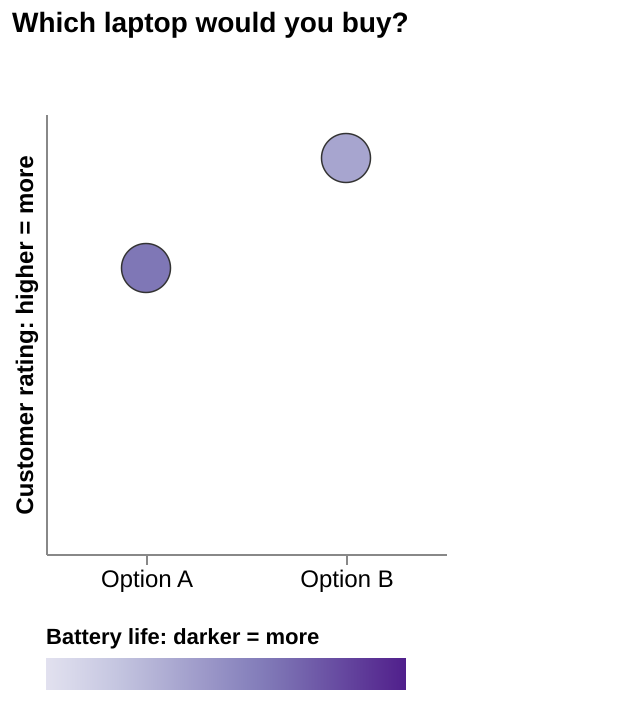 Which laptop would you buy?
Customer rating: higher = more
Option A
Option B
Battery life: darker = more